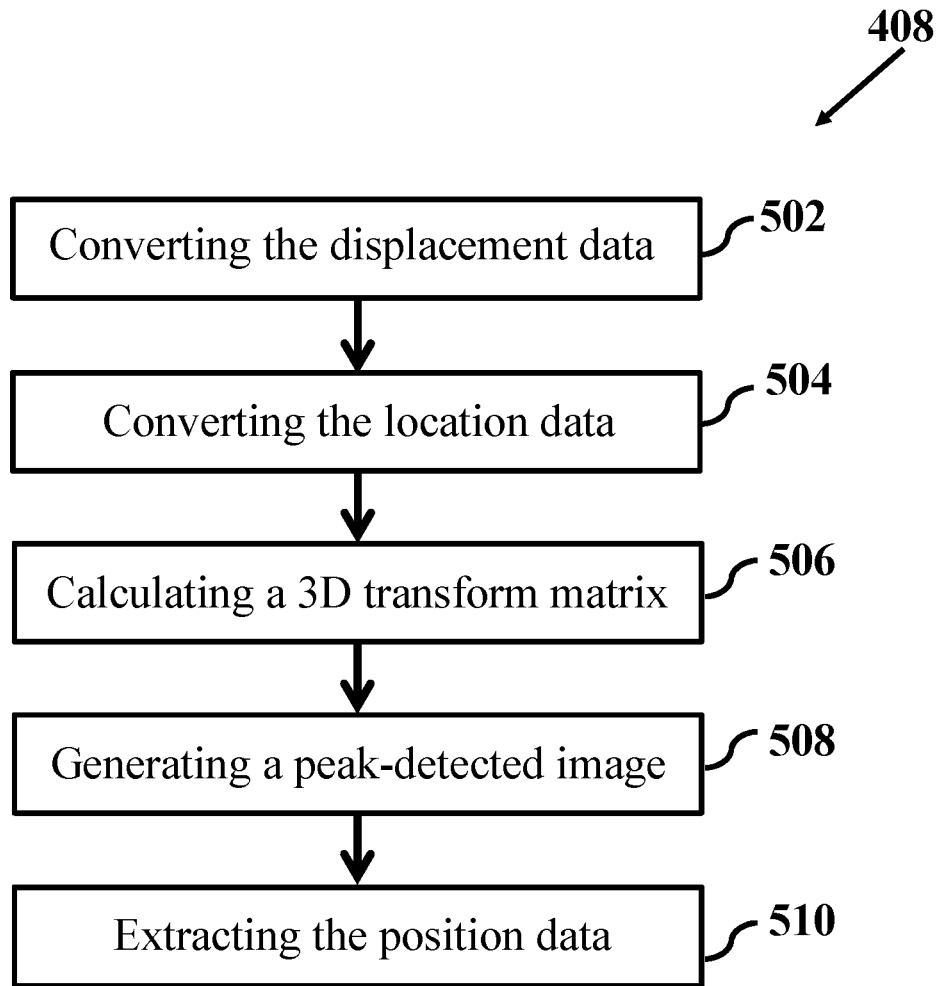 408
Converting the displacement data
502
Converting the location data
504
Calculating a 3D transform matrix
506
Generating a peak-detected image
508
Extracting the position data
510